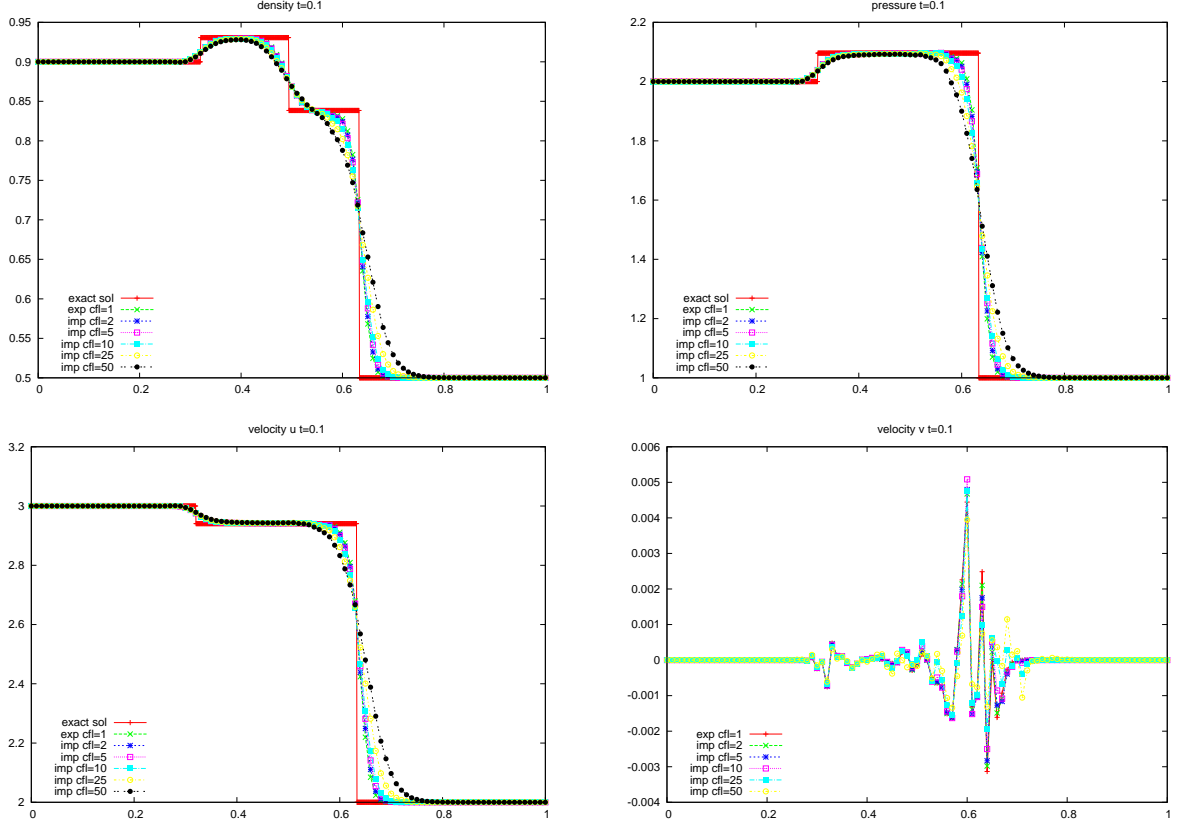 density t=0.1
0.95
0.9
0.85
0.8
0.75
0.7
0.65
0.6
0.55
0.5
0 0.2 0.4 0.6 0.8 1
exact sol
exp cfl=1
imp cfl=2
imp cfl=5
imp cfl=10
imp cfl=25
imp cfl=50
pressure t=0.1
2.2
2
1.8
1.6
1.4
1.2
1
0 0.2 0.4 0.6 0.8 1
exact sol
exp cfl=1
imp cfl=2
imp cfl=5
imp cfl=10
imp cfl=25
imp cfl=50
velocity u t=0.1
3.2
3
2.8
2.6
2.4
2.2
2
0 0.2 0.4 0.6 0.8 1
exact sol
exp cfl=1
imp cfl=2
imp cfl=5
imp cfl=10
imp cfl=25
imp cfl=50
velocity v t=0.1
0.006
0.005
0.004
0.003
0.002
0.001
0
-0.001
-0.002
-0.003
-0.004
0 0.2 0.4 0.6 0.8 1
exp cfl=1
imp cfl=2
imp cfl=5
imp cfl=10
imp cfl=25
imp cfl=50